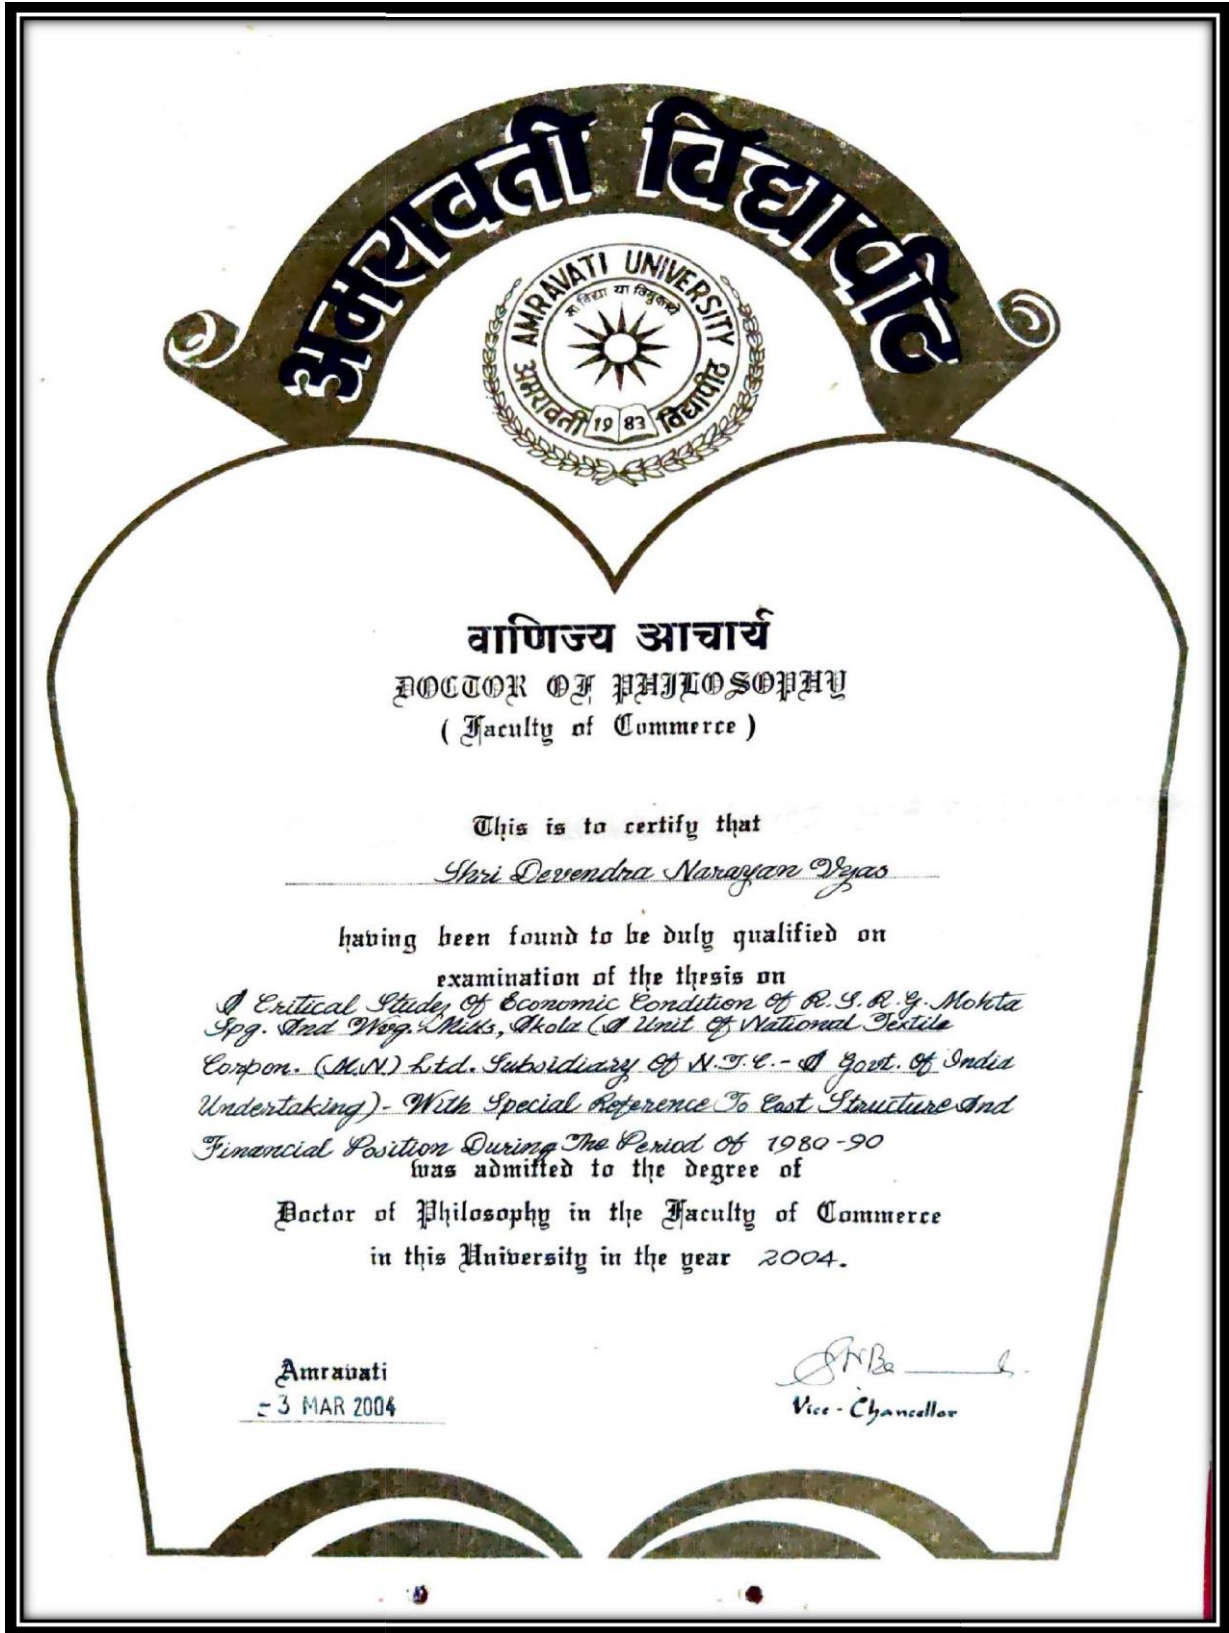 अमरावती विद्यापीठ
AMRAVATI UNIVERSITY
सा विद्या या विमुक्तये
अमरावती 1983 विद्यापीठ
वाणिज्य आचार्य
DOCTOR OF PHILOSOPHY
( Faculty of Commerce )
This is to certify that
Shri Devendra Narayan Vyas
having been found to be duly qualified on
examination of the thesis on
A Critical Study Of Economic Condition Of R.S.R.G. Mohta
Spg. And Wvg. Mills, Akola (A Unit Of National Textile
Corpon. (M.N) Ltd. Subsidiary Of N.T.C. - A Govt. Of India
Undertaking) - With Special Reference To Cost Structure And
Financial Position During The Period Of 1980-90
was admitted to the degree of
Doctor of Philosophy in the Faculty of Commerce
in this University in the year 2004.
Amravati
-3 MAR 2004
Vice-Chancellor